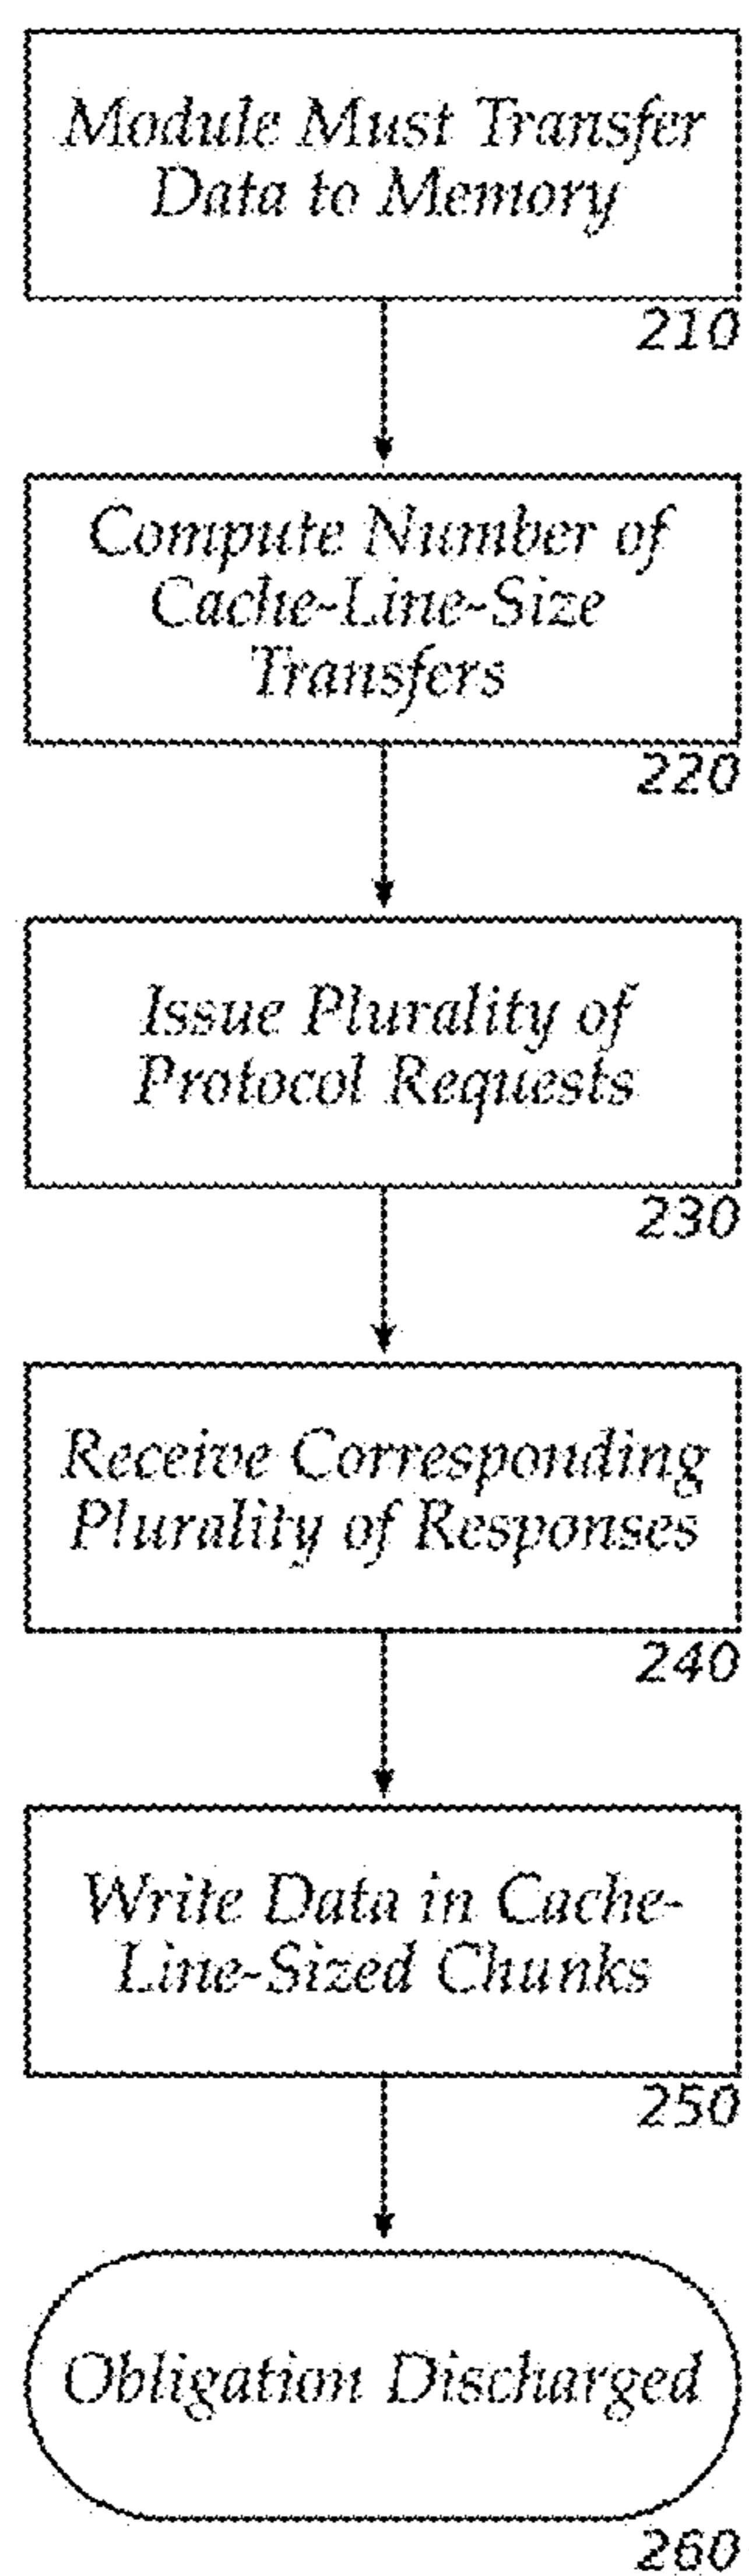 Module Must Transfer
Data to Memory
210
Compute Number of
Cache-Line-Size
Transfers
220
Issue Plurality of
Protocol Requests
230
Receive Corresponding
Plurality of Responses
240
Write Data in Cache-
Line-Sized Chunks
250
Obligation Discharged
260